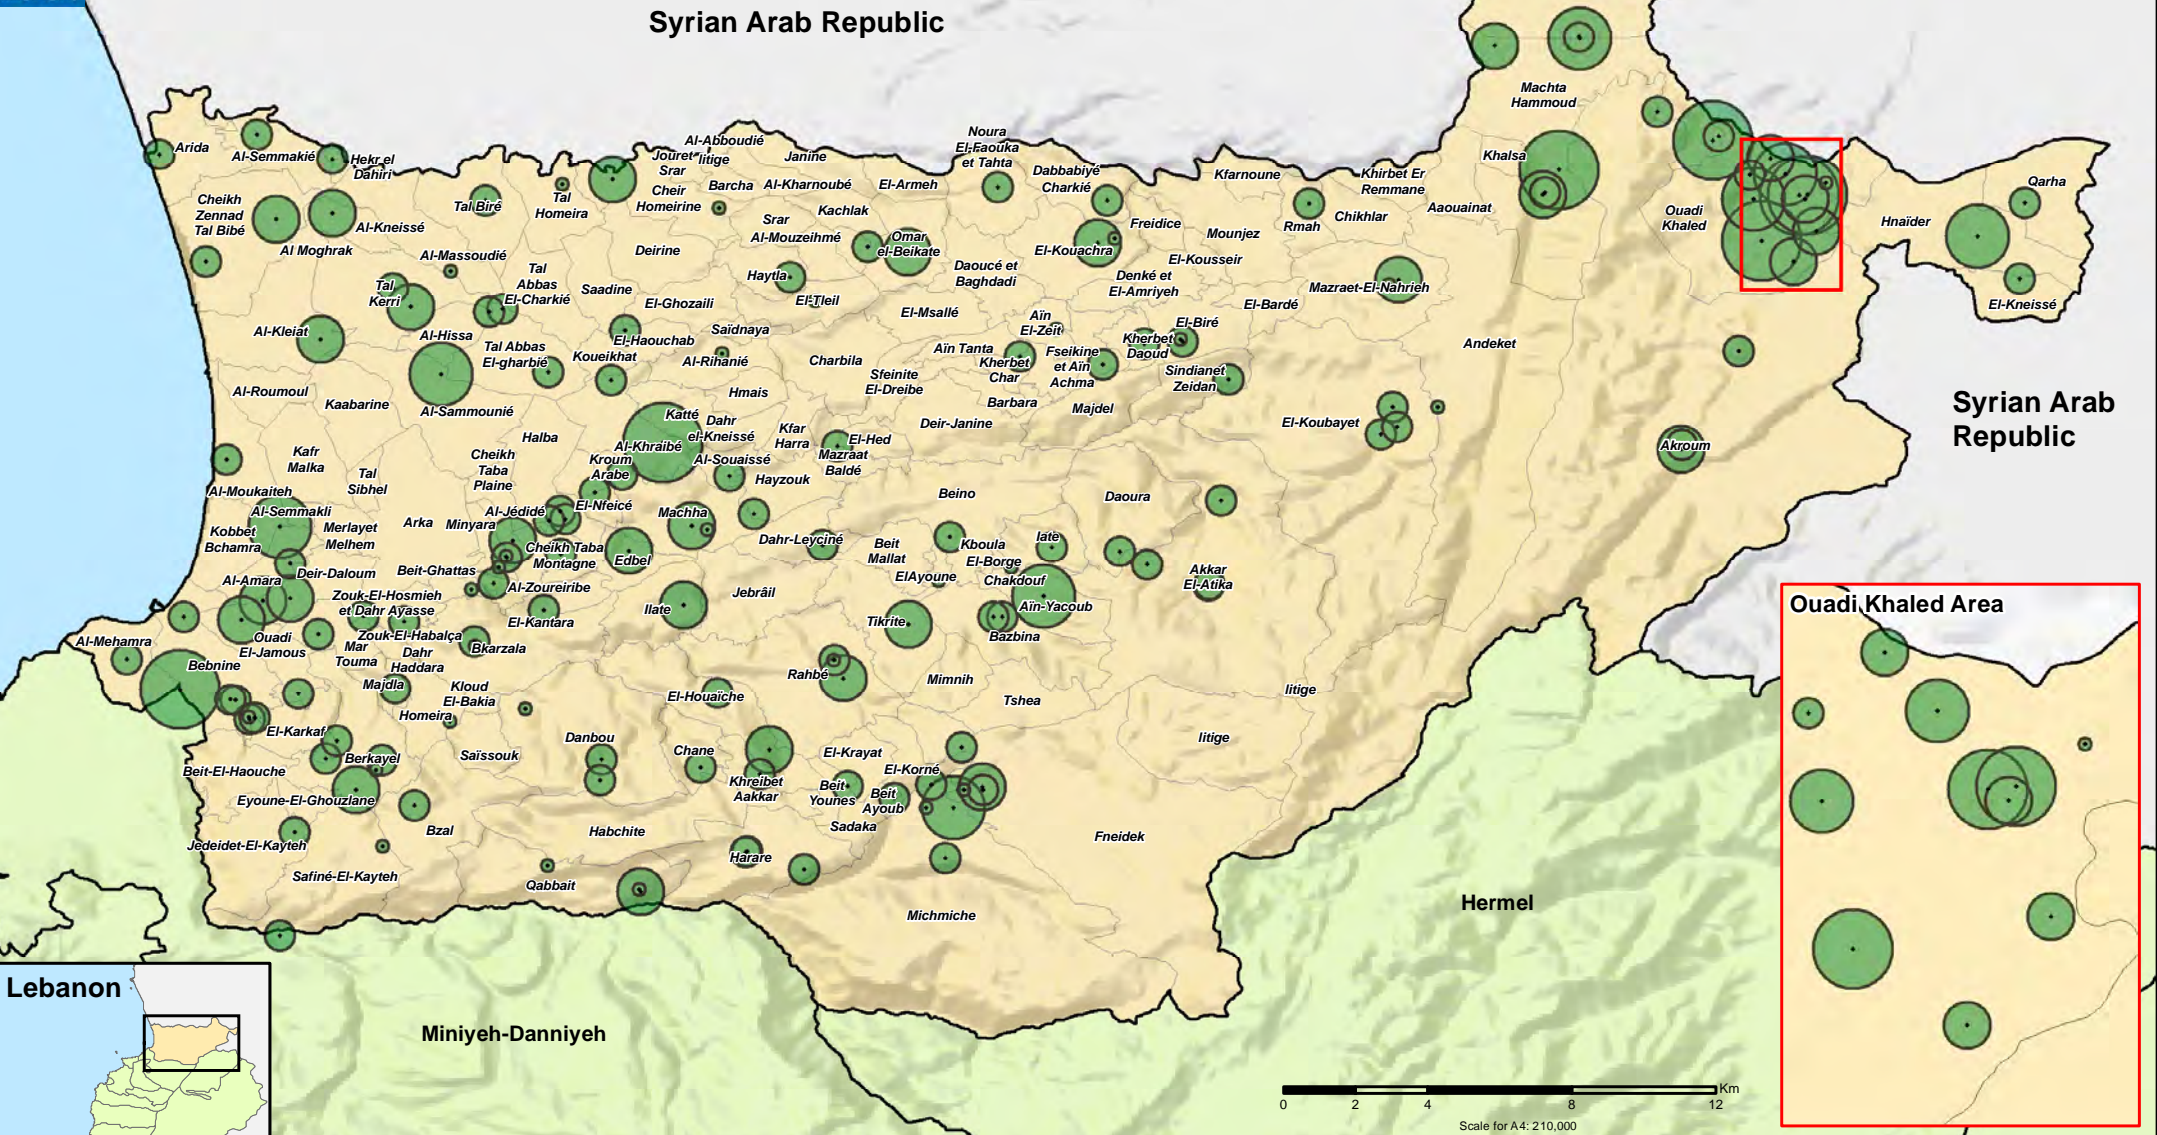 Syrian Arab Republic
Machta
Hammoud
Arida
Al-Semmakié
Hekr el
Dahiri
Al-Abboudié
Jouret
Srar
litige
Janine
Noura
El-Faouka
et Tahta
Dabbabiyé
Charkié
Khalsa
Cheikh
Zennad
Tal Bibé
Al-Kneissé
Al Moghrak
Tal Biré
Tal
Homeira
Cheir
Homeirine
Barcha
Al-Kharnoubé
El-Armeh
Kfarnoune
Khirbet Er
Remmane
Qarha
Srar
Kachlak
Al-Mouzeihmé
Omar
el-Beikate
Freidice
Mounjez
Rmah
Chikhlar
Aaouainat
Ouadi
Khaled
Hnaïder
El-Kneissé
Al-Massoudié
Tal
Abbas
El-Charkié
Deirine
Saadine
El-Ghozaili
Haytla
El-Tleil
Daoucé et
Baghdadi
El-Kouachra
El-Kousseir
Denké et
El-Amriyeh
El-Bardé
Mazraet-El-Nahrieh
Tal
Kerri
Al-Kleiat
Al-Hissa
Tal Abbas
El-gharbié
El-Haouchab
Koueikhat
Saïdnaya
Al-Rihanié
El-Msallé
Charbila
Aïn
El-Zeit
Aïn Tanta
Kherbet
Char
Fseikine
et Aïn
Achma
Kherbet
Daoud
El-Biré
Sindianet
Zeidan
Andeket
Al-Roumoul
Kaabarine
Al-Sammounié
Hmais
Sfeinite
El-Dreibe
Barbara
Majdel
Deir-Janine
El-Koubayet
Akroum
Syrian Arab
Republic
Halba
Katté
Al-Khraibé
Dahr
el-Kneissé
Kfar
Harra
El-Hed
Mazraat
Baldé
Kroum
Arabe
Al-Souaissé
Hayzouk
Kafr
Malka
Tal
Sibhel
Cheikh
Taba
Plaine
Beino
Daoura
Al-Moukaiteh
Al-Semmakli
Kobbet
Bchamra
Merlayet
Melhem
Arka
Minyara
Al-Jédidé
El-Nfeicé
Machha
Cheikh Taba
Montagne
Edbel
Dahr-Leyciné
Beit
Mallat
Kboula
El-Borge
Iate
ElAyoune
Chakdouf
Akkar
El-Atika
Al-Amara
Deir-Daloum
Beit-Ghattas
Al-Zoureiribe
Jebrâil
Aïn-Yacoub
Zouk-El-Hosmieh
et Dahr Ayasse
El-Kantara
Ilate
Tikrite
Bazbina
Ouadi Khaled Area
Al-Mehamra
Ouadi
El-Jamous
Zouk-El-Habalça
Mar
Touma
Dahr
Haddara
Bkarzala
Bebnine
Majdla
Kloud
El-Bakia
Homeira
Rahbé
El-Houaïche
Mimnih
Tshea
litige
litige
El-Karkaf
Berkayel
Beit-El-Haouche
Saïssouk
Danbou
Chane
Khreibet
Aakkar
El-Krayat
El-Korné
Beit
Younes
Beit
Ayoub
Sadaka
Eyoune-El-Ghouzlane
Bzal
Habchite
Fneidek
Jedeidet-El-Kayteh
Safiné-El-Kayteh
Harare
Qabbait
Michmiche
Hermel
Lebanon
Miniyeh-Danniyeh
Km
0 2 4 8 12
Scale for A4: 210,000